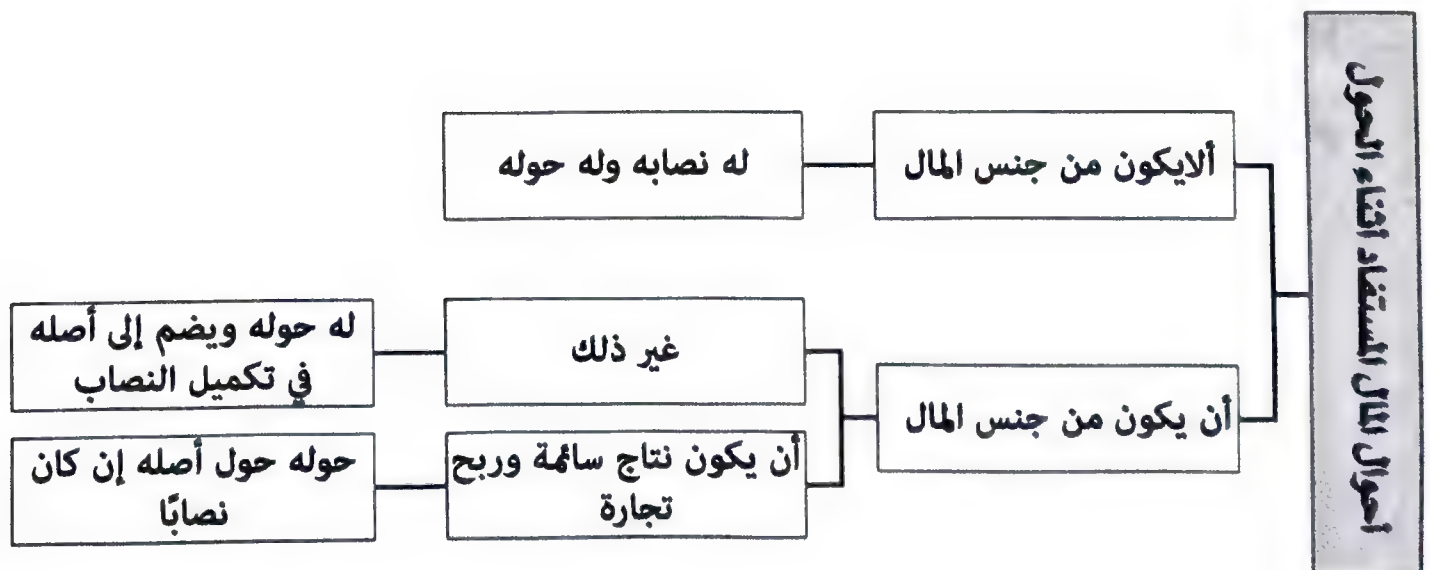 أحوال المال المستفاد أثناء الحول
ألايكون من جنس المال
له نصابه وله حوله
أن يكون من جنس المال
غير ذلك
له حوله ويضم إلى أصله
في تكميل النصاب
أن يكون نتاج سائمة وربح
تجارة
حوله حول أصله إن كان
نصابًا